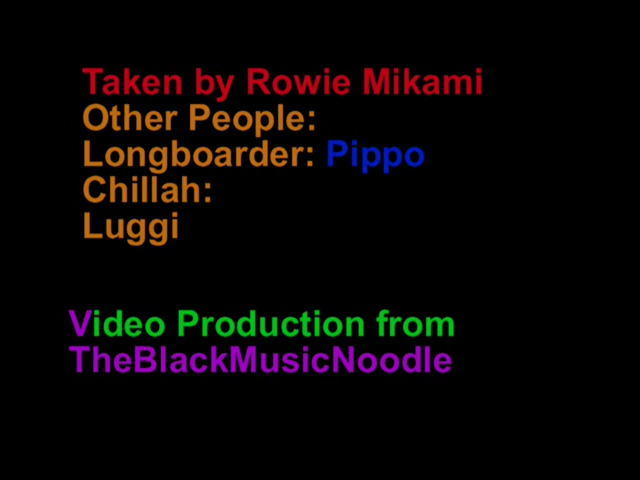 Taken by Rowie Mikami
Other People:
Longboarder: Pippo
Chillah:
Luggi
Video Production from
TheBlackMusicNoodle